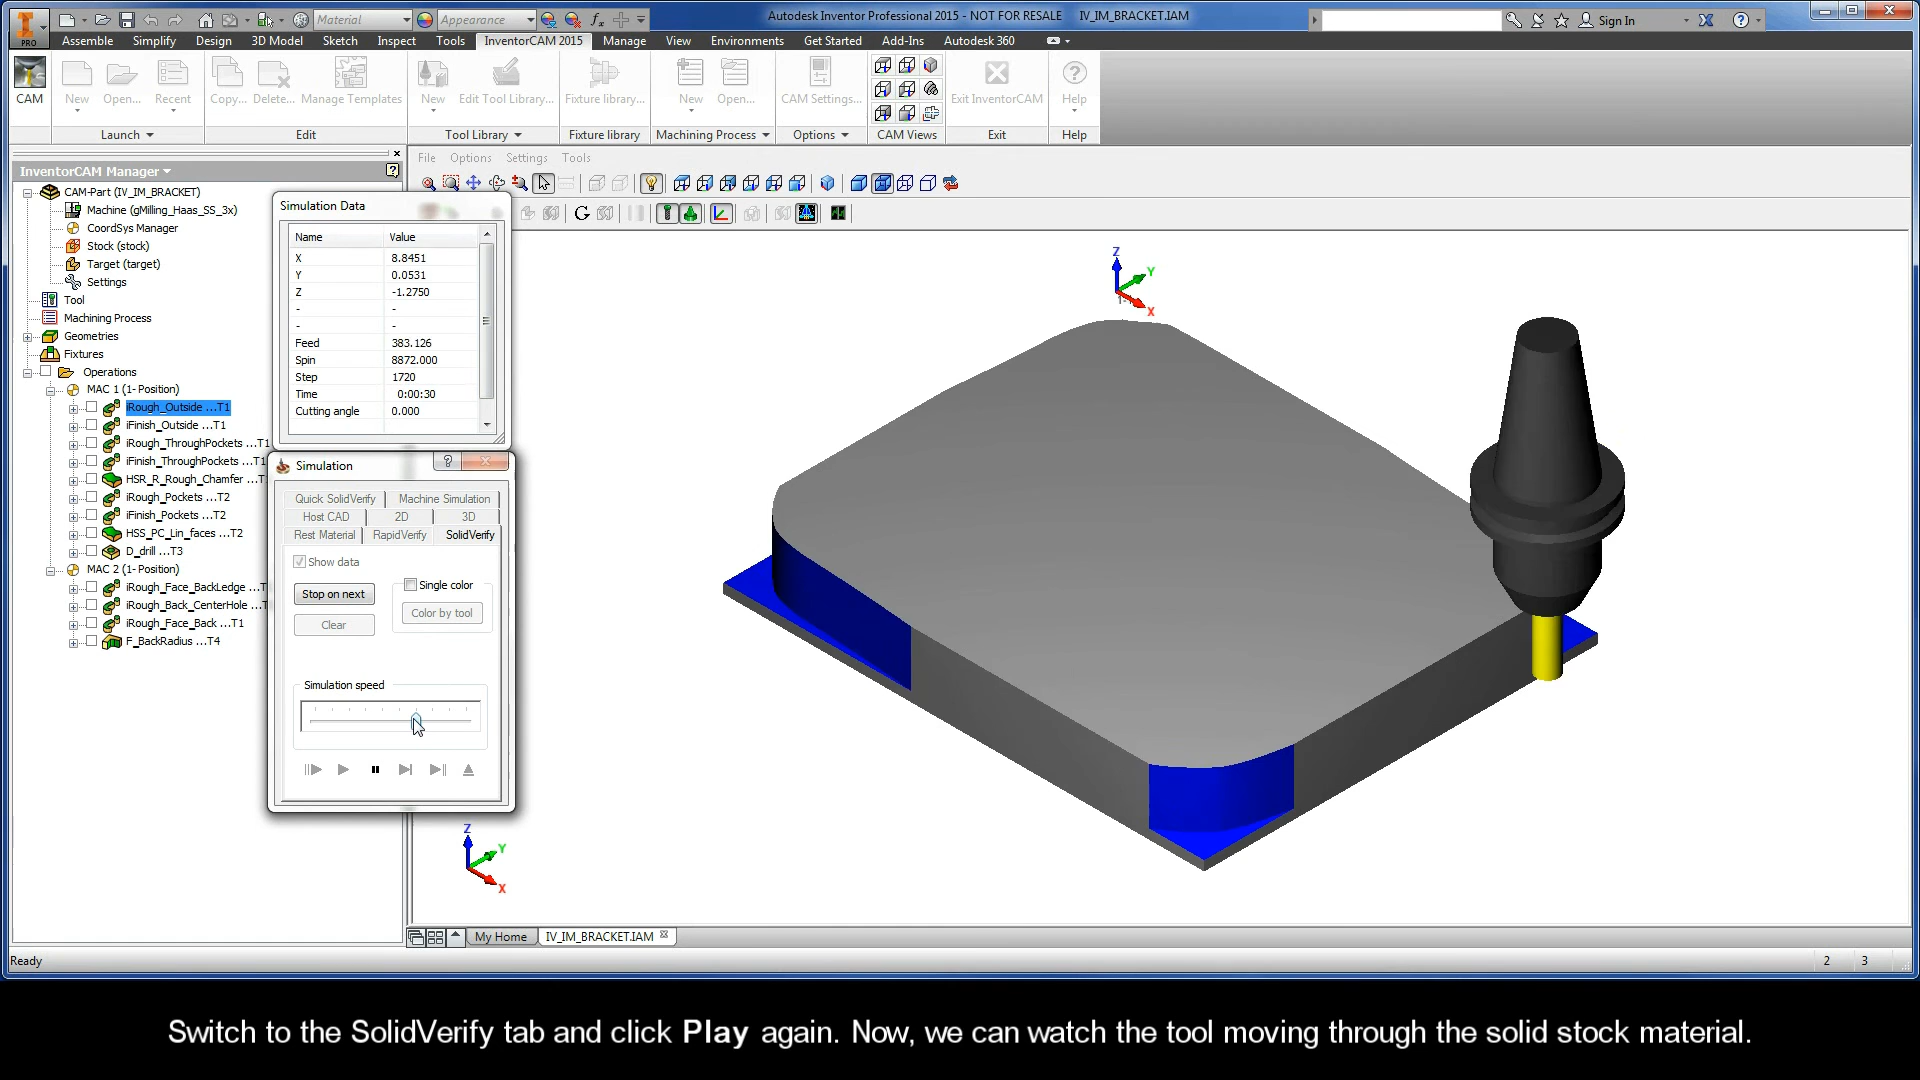 Material
Appearance
Autodesk Inventor Professional 2015 - NOT FOR RESALE IV_IM_BRACKET.IAM
Sign In
PRO
Assemble Simplify Design 3D Model Sketch Inspect Tools InventorCAM 2015 Manage View Environments Get Started Add-Ins Autodesk 360
CAM New Open... Recent Copy... Delete... Manage Templates New Edit Tool Library... Fixture library... New Open... CAM Settings... Exit InventorCAM Help
Launch Edit Tool Library Fixture library Machining Process Options CAM Views Exit Help
InventorCAM Manager
File Options Settings Tools
CAM-Part (IV_IM_BRACKET)
Machine (gMilling_Haas_SS_3x)
CoordSys Manager
Stock (stock)
Target (target)
Settings
Tool
Machining Process
Geometries
Fixtures
Operations
MAC 1 (1- Position)
iRough_Outside ...T1
iFinish_Outside ...T1
iRough_ThroughPockets ...T1
iFinish_ThroughPockets ...T1
HSR_R_Rough_Chamfer ...T
iRough_Pockets ...T2
iFinish_Pockets ...T2
HSS_PC_Lin_faces ...T2
D_drill ...T3
MAC 2 (1- Position)
iRough_Face_BackLedge ...T
iRough_Back_CenterHole ...T
iRough_Face_Back ...T1
F_BackRadius ...T4
Simulation Data
Name Value
X 8.8451
Y 0.0531
Z -1.2750
- -
- -
Feed 383.126
Spin 8872.000
Step 1720
Time 0:00:30
Cutting angle 0.000
Simulation
Quick SolidVerify Machine Simulation
Host CAD 2D 3D
Rest Material RapidVerify SolidVerify
Show data
Stop on next
Single color
Clear
Color by tool
Simulation speed
Z
Y
X
Z
Y
X
My Home IV_IM_BRACKET.IAM
Ready
2 3
Switch to the SolidVerify tab and click Play again. Now, we can watch the tool moving through the solid stock material.